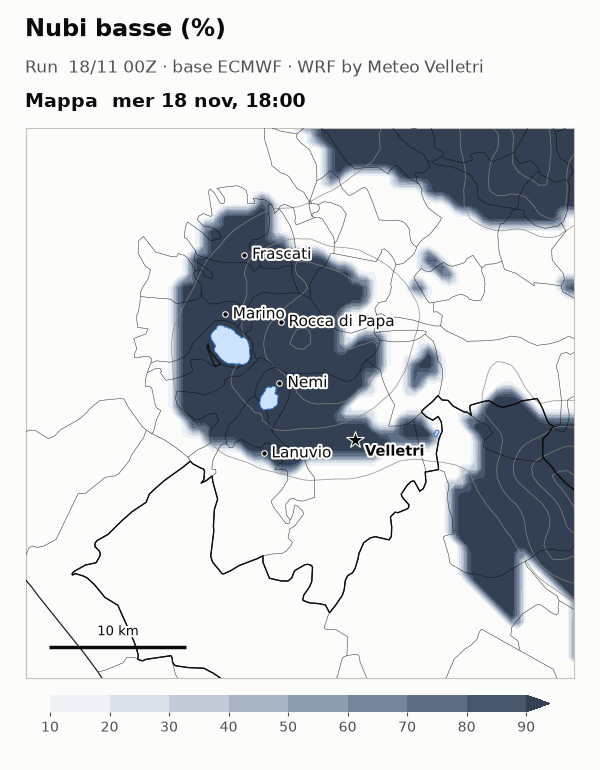 Nubi basse (%)
Run  18/11 00Z · base ECMWF · WRF by Meteo Velletri
Mappa  mer 18 nov, 18:00
Frascati
Marino
Rocca di Papa
Nemi
Velletri
Lanuvio
10 km
10 20 30 40 50 60 70 80 90